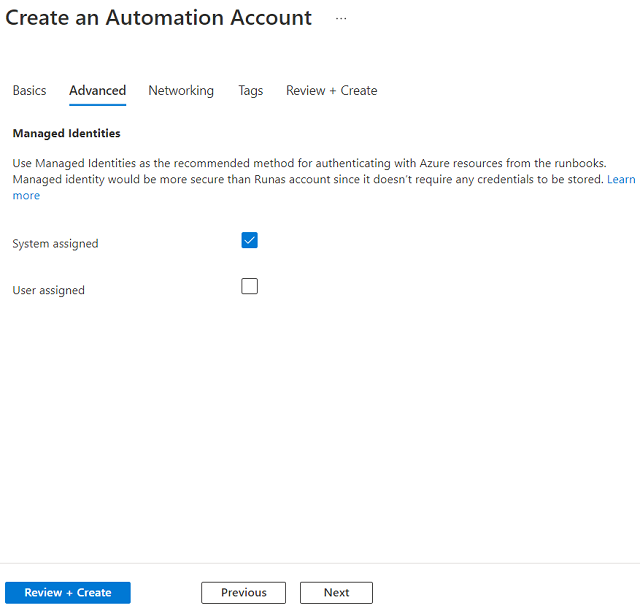 Create an Automation Account ...
Basics Advanced Networking Tags Review + Create
Managed Identities
Use Managed Identities as the recommended method for authenticating with Azure resources from the runbooks.
Managed identity would be more secure than Runas account since it doesn't require any credentials to be stored. Learn
more
System assigned
User assigned
Review + Create Previous Next